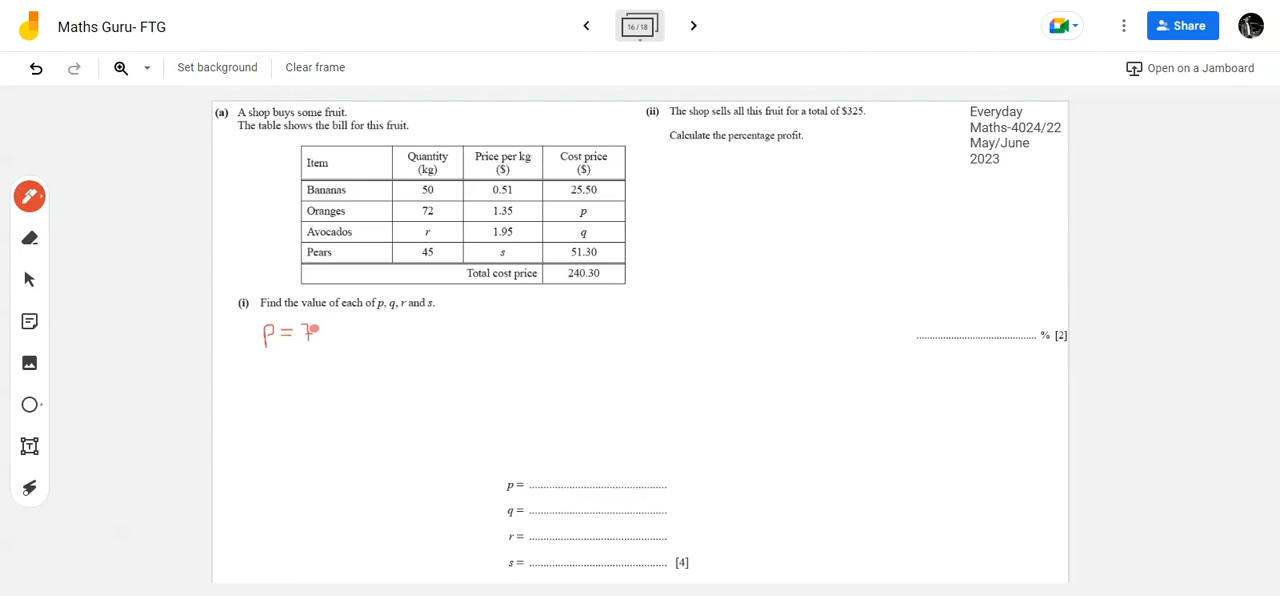 Maths Guru- FTG
16 / 18
Share
Set background
Clear frame
Open on a Jamboard
(a) A shop buys some fruit.
The table shows the bill for this fruit.
Item Quantity (kg) Price per kg ($) Cost price ($)
Bananas 50 0.51 25.50
Oranges 72 1.35 p
Avocados r 1.95 q
Pears 45 s 51.30
Total cost price 240.30
(i) Find the value of each of p, q, r and s.
P = 7
p = ..........................................
q = ..........................................
r = ..........................................
s = .......................................... [4]
(ii) The shop sells all this fruit for a total of $325.
Calculate the percentage profit.
.......................................... % [2]
Everyday
Maths-4024/22
May/June
2023